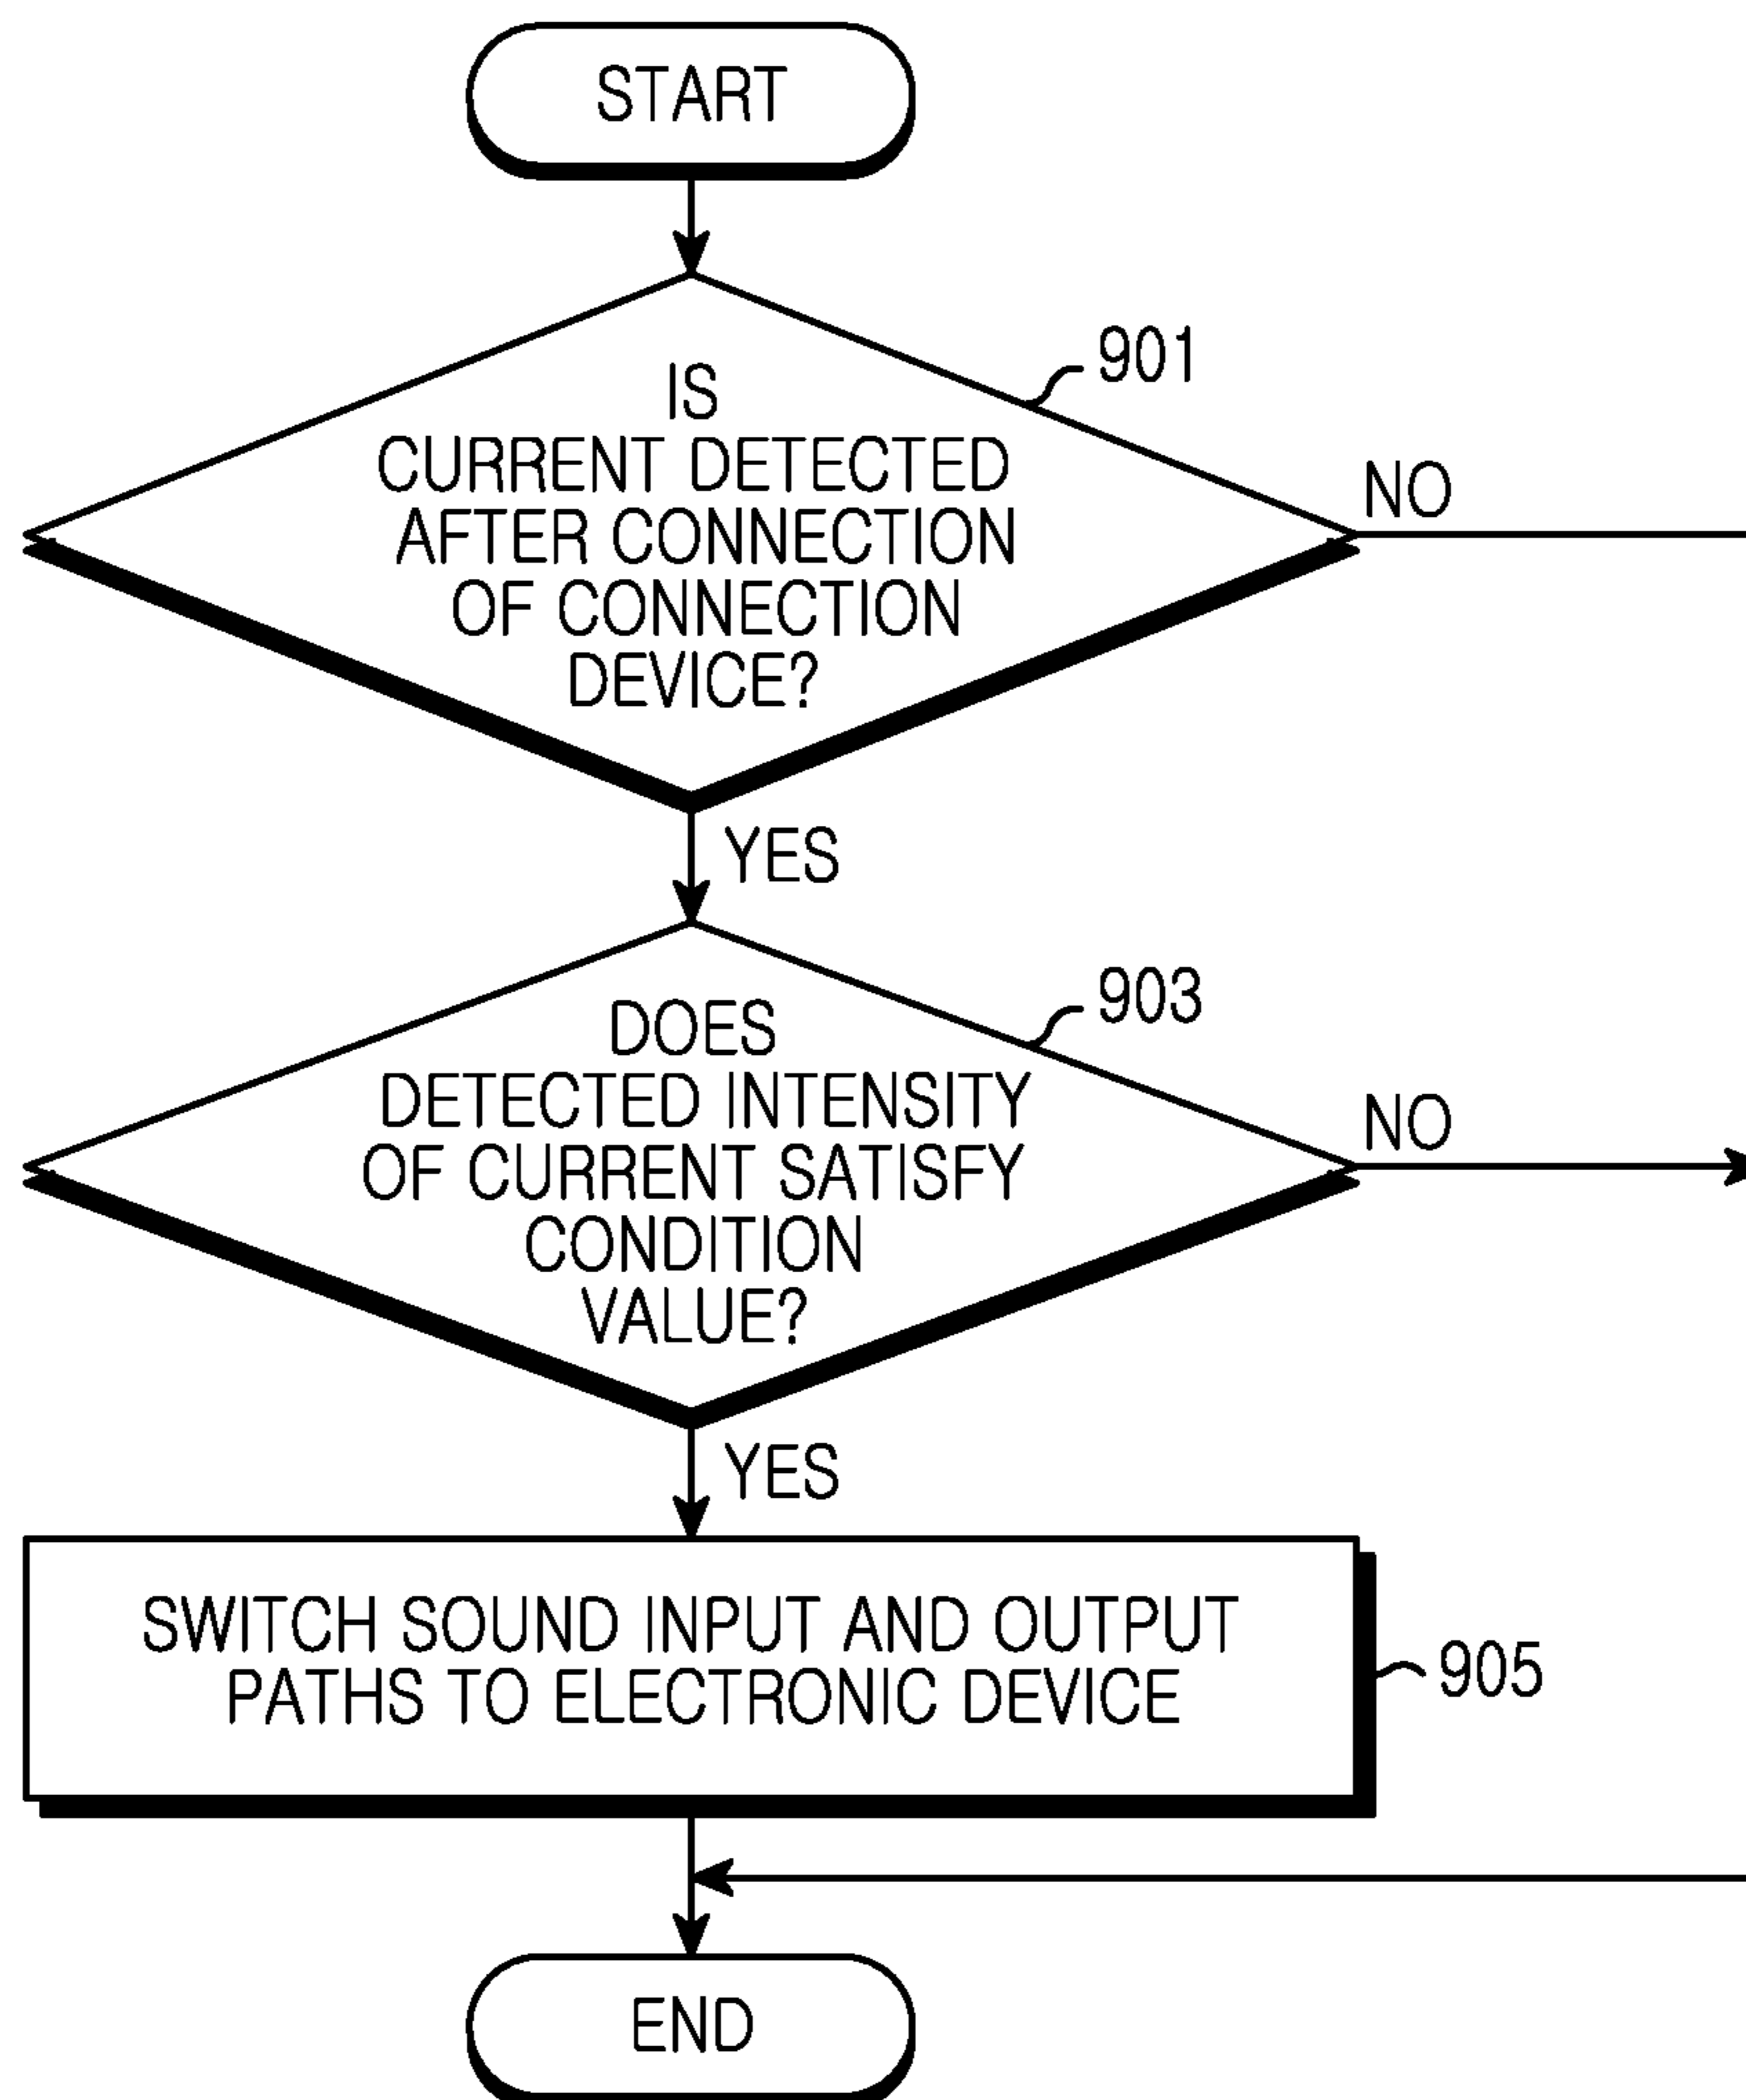 START
901
IS
CURRENT DETECTED
AFTER CONNECTION
OF CONNECTION
DEVICE?
NO
YES
903
DOES
DETECTED INTENSITY
OF CURRENT SATISFY
CONDITION
VALUE?
NO
YES
SWITCH SOUND INPUT AND OUTPUT
PATHS TO ELECTRONIC DEVICE
905
END